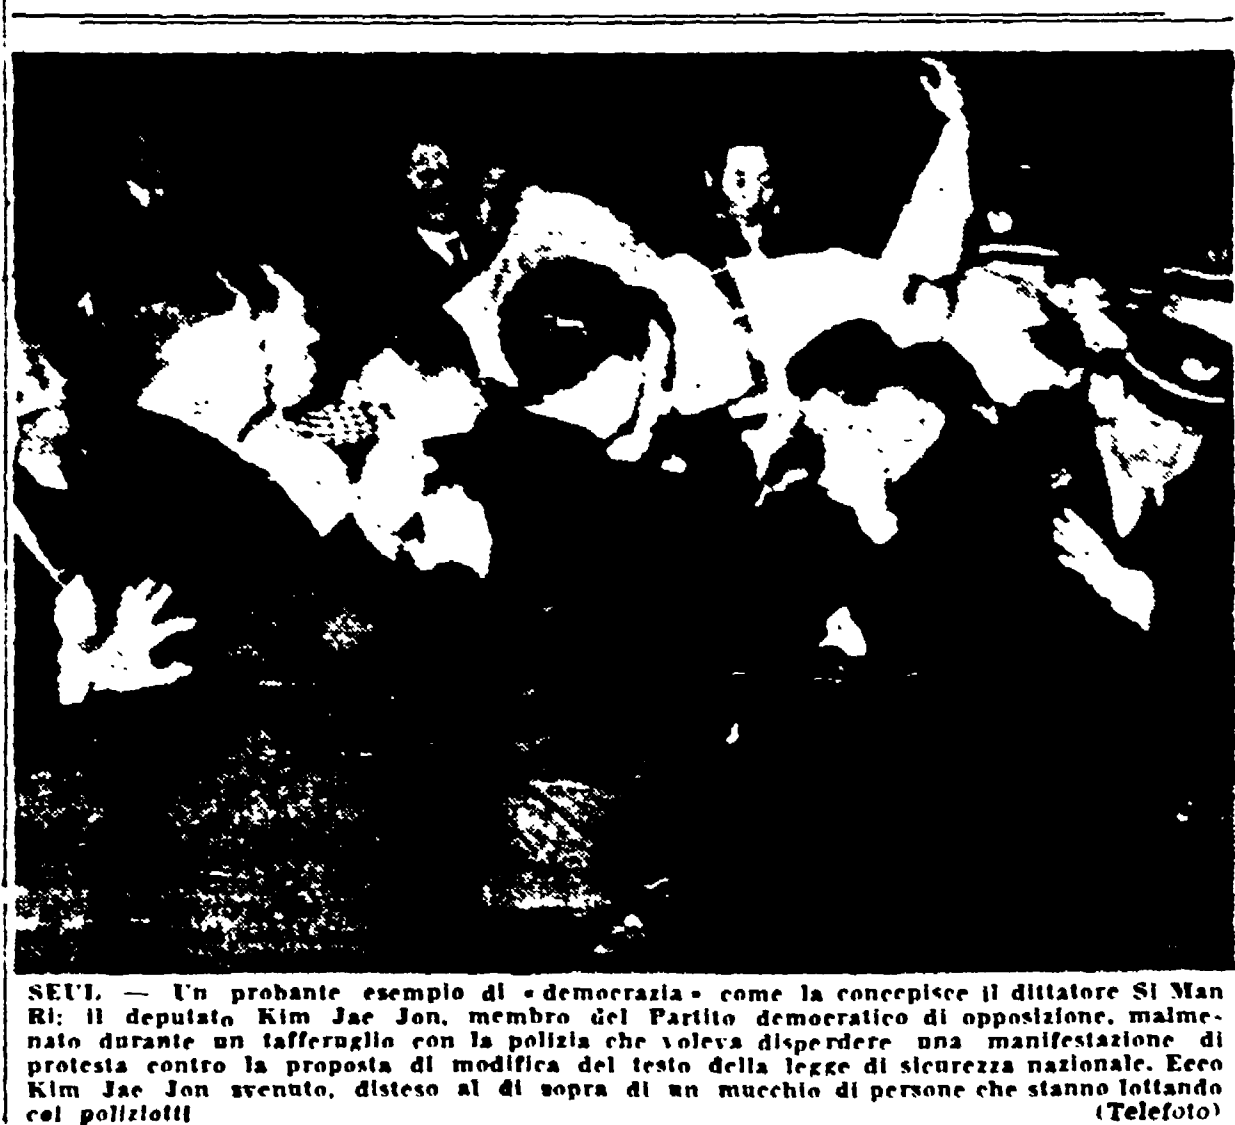 SEUL — Un probante esempio di « democrazia » come la concepisce il dittatore Si Man
Ri: il deputato Kim Jae Jon, membro del Partito democratico di opposizione, malme-
nato durante un tafferuglio con la polizia che voleva disperdere una manifestazione di
protesta contro la proposta di modifica del testo della legge di sicurezza nazionale. Ecco
Kim Jae Jon svenuto, disteso al di sopra di un mucchio di persone che stanno lottando
coi poliziotti (Telefoto)